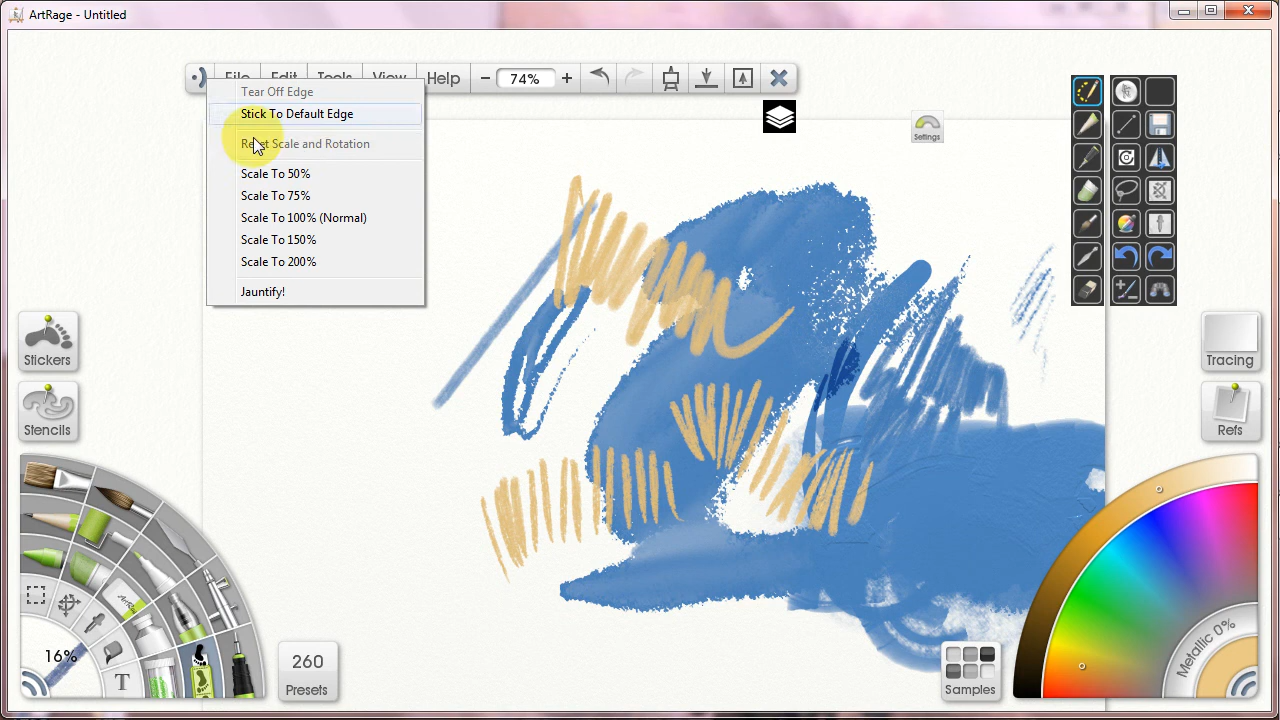 ArtRage - Untitled
File Edit Tools View Help 74%
Tear Off Edge
Stick To Default Edge
Reset Scale and Rotation
Scale To 50%
Scale To 75%
Scale To 100% (Normal)
Scale To 150%
Scale To 200%
Jauntify!
Settings
Stickers
Stencils
Tracing
Refs
ArtRage
16%
T
260
Presets
Samples
Metallic 0%